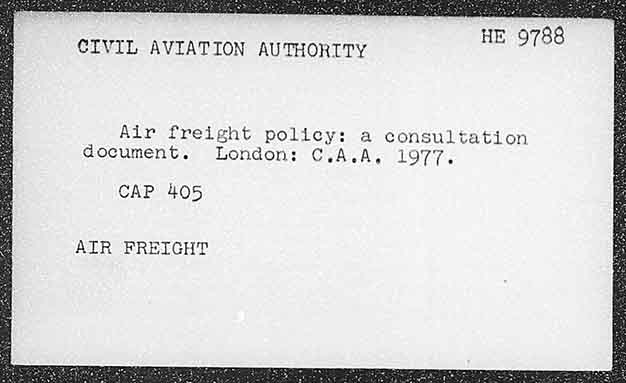 HE 9788
CIVIL AVIATION AUTHORITY
Air freight policy: a consultation
document. London: C.A.A. 1977.
CAP 405
AIR FREIGHT